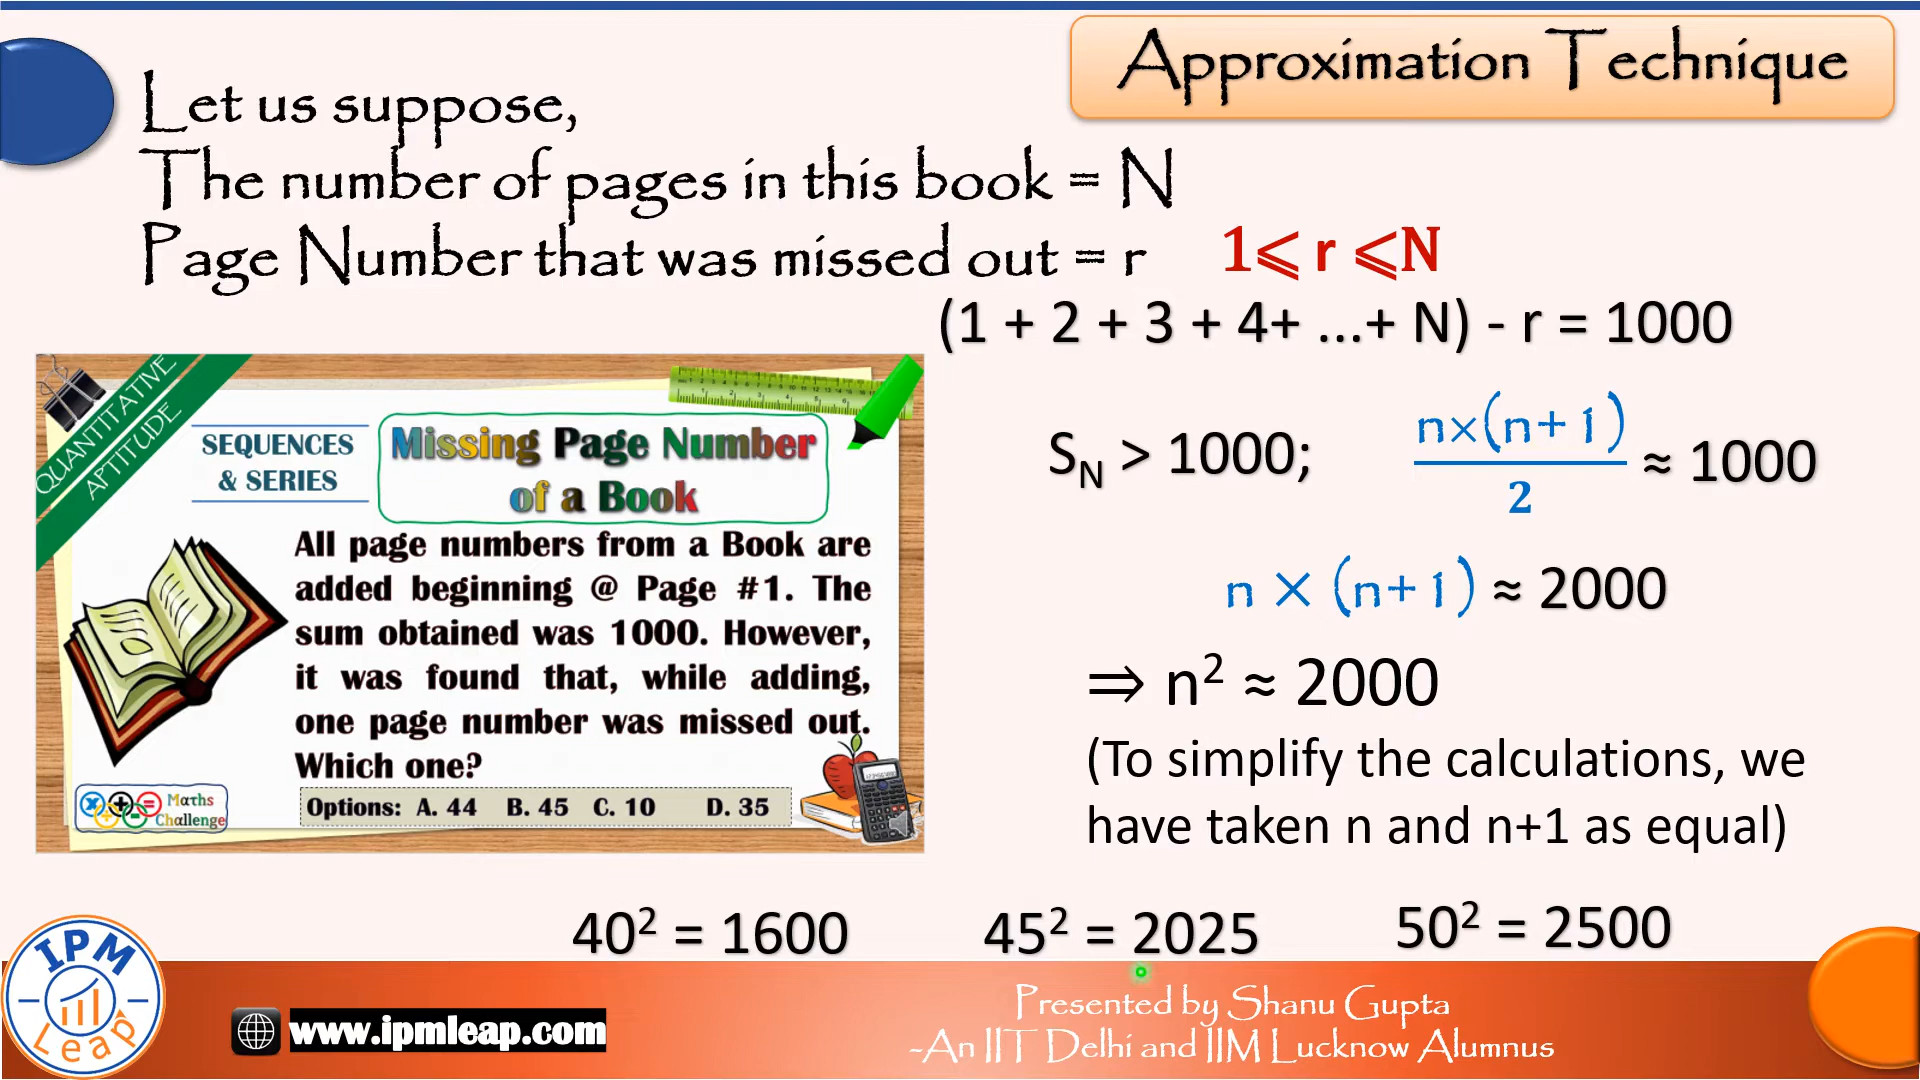 Approximation Technique
Let us suppose,
The number of pages in this book = N
Page Number that was missed out = r
1⩽ r ⩽N
(1 + 2 + 3 + 4+ ...+ N) - r = 1000
QUANTITATIVE
APTITUDE
SEQUENCES
& SERIES
Missing Page Number
of a Book
All page numbers from a Book are
added beginning @ Page #1. The
sum obtained was 1000. However,
it was found that, while adding,
one page number was missed out.
Which one?
Options: A. 44 B. 45 C. 10 D. 35
Maths
Challenge
S_N > 1000;
n×(n+1)
2
≈ 1000
n × (n+1) ≈ 2000
⇒ n² ≈ 2000
(To simplify the calculations, we
have taken n and n+1 as equal)
40² = 1600 45² = 2025 50² = 2500
IPM
Leap
www.ipmleap.com
Presented by Shanu Gupta
-An IIT Delhi and IIM Lucknow Alumnus